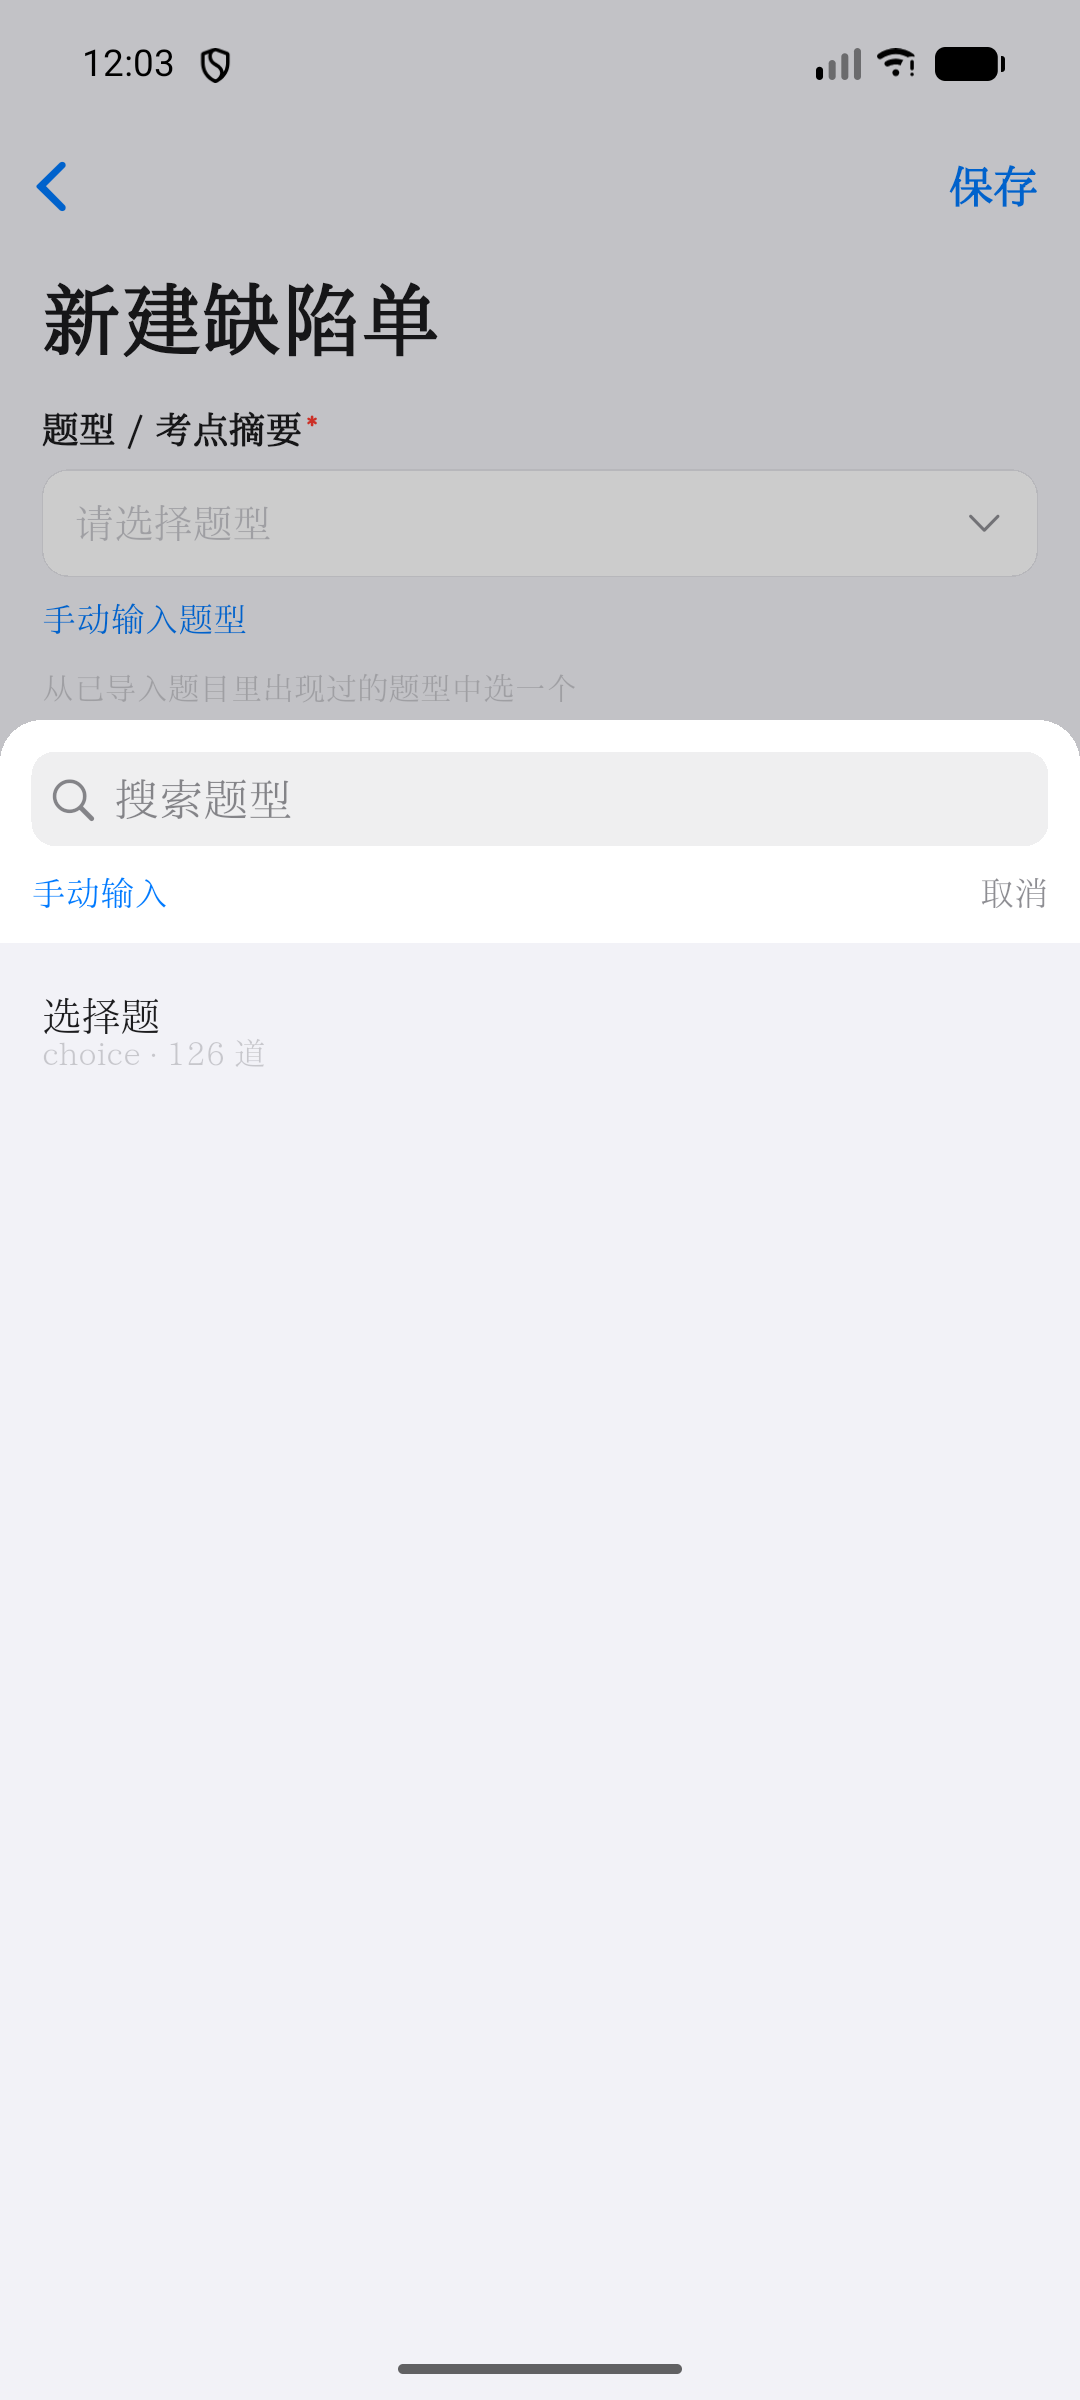 12:03
保存
新建缺陷单
题型 / 考点摘要*
请选择题型
手动输入题型
从已导入题目里出现过的题型中选一个
搜索题型
手动输入
取消
选择题
choice · 126 道